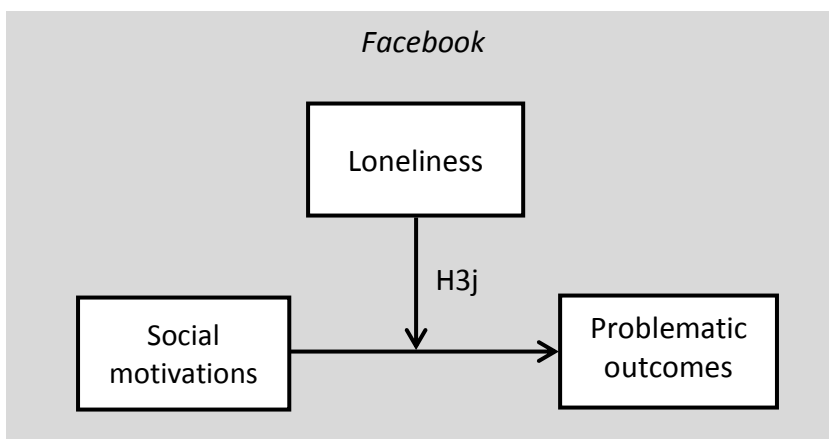 Facebook
Loneliness
H3j
Social
motivations
Problematic
outcomes